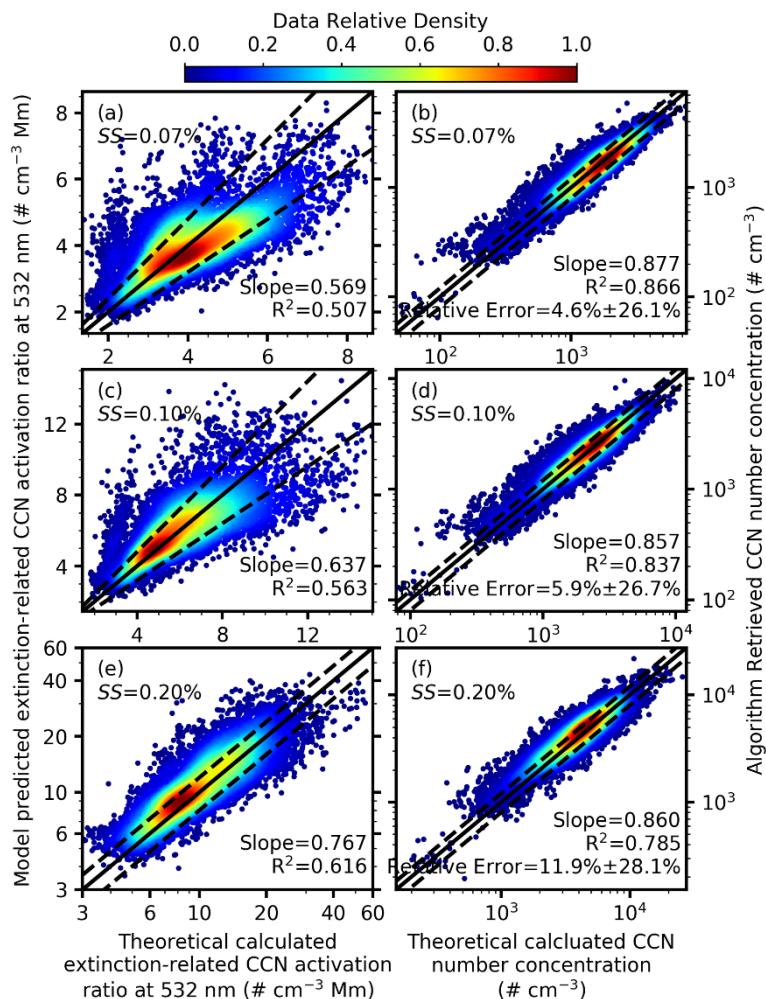 Data Relative Density
0.0 0.2 0.4 0.6 0.8 1.0
Model predicted extinction-related CCN activation ratio at 532 nm (# cm⁻³ Mm)
(a)
SS=0.07%
Slope=0.569
R²=0.507
8
6
4
2
2 4 6 8
(b)
SS=0.07%
Slope=0.877
R²=0.866
Relative Error=4.6%±26.1%
10³
10²
10² 10³
(c)
SS=0.10%
Slope=0.637
R²=0.563
12
8
4
4 8 12
(d)
SS=0.10%
Slope=0.857
R²=0.837
Relative Error=5.9%±26.7%
10⁴
10³
10²
10² 10³ 10⁴
(e)
SS=0.20%
Slope=0.767
R²=0.616
60
40
20
10
6
3
3 6 10 20 40 60
(f)
SS=0.20%
Slope=0.860
R²=0.785
Relative Error=11.9%±28.1%
10⁴
10³
10³ 10⁴
Algorithm Retrieved CCN number concentration (# cm⁻³)
Theoretical calculated
extinction-related CCN activation
ratio at 532 nm (# cm⁻³ Mm)
Theoretical calcluated CCN
number concentration
(# cm⁻³)